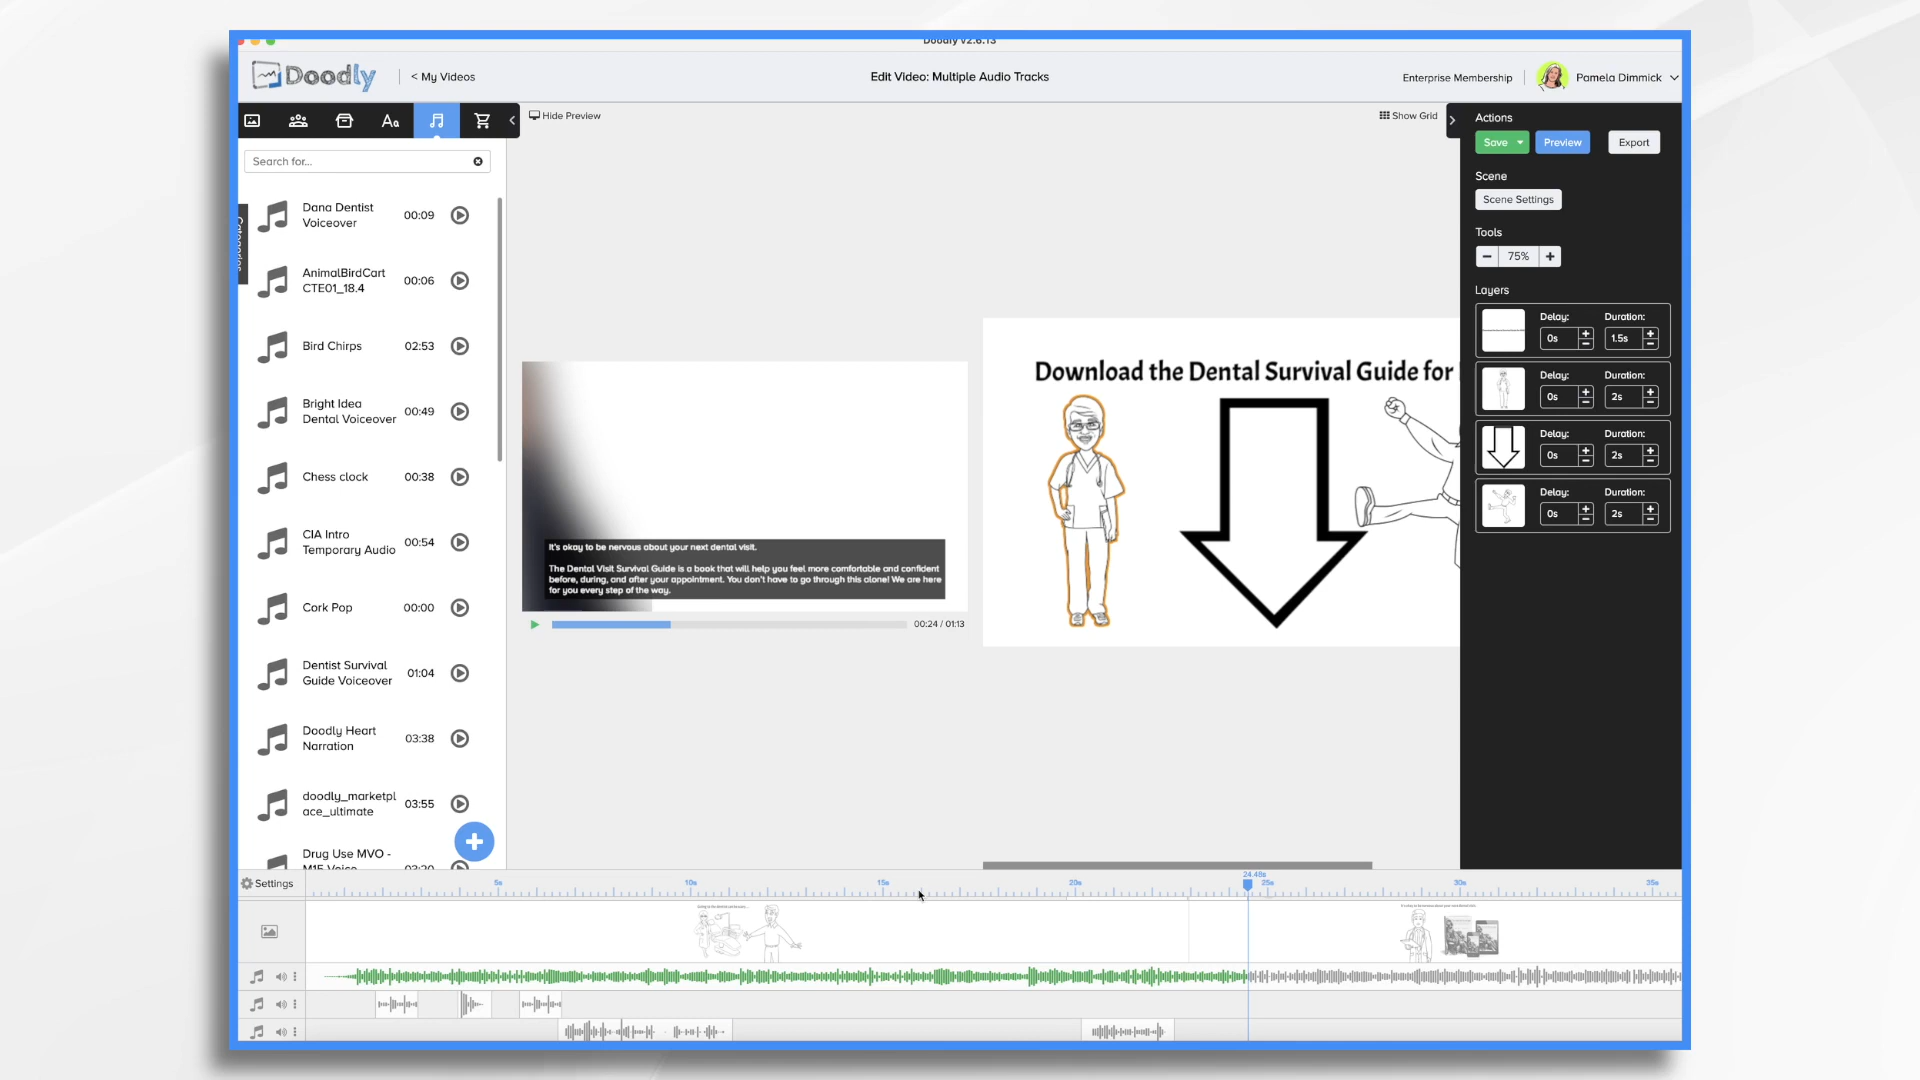 Doodly v2.6.13
Doodly
< My Videos
Edit Video: Multiple Audio Tracks
Enterprise Membership
Pamela Dimmick
Aa
Hide Preview
Show Grid
Search for...
Dana Dentist
Voiceover
00:09
AnimalBirdCart
CTE01_18.4
00:06
Bird Chirps
02:53
Bright Idea
Dental Voiceover
00:49
Chess clock
00:38
CIA Intro
Temporary Audio
00:54
Cork Pop
00:00
Dentist Survival
Guide Voiceover
01:04
Doodly Heart
Narration
03:38
doodly_marketpl
ace_ultimate
03:55
Drug Use MVO -
It's okay to be nervous about your next dental visit.
The Dental Visit Survival Guide is a book that will help you feel more comfortable and confident
before, during, and after your appointment. You don't have to go through this alone! We are here
for you every step of the way.
00:24 / 01:13
Download the Dental Survival Guide for
Actions
Save
Preview
Export
Scene
Scene Settings
Tools
75%
Layers
Delay:
Duration:
0s
1.5s
Delay:
Duration:
0s
2s
Delay:
Duration:
0s
2s
Delay:
Duration:
0s
2s
Settings
5s
10s
15s
20s
24.48s
25s
30s
35s